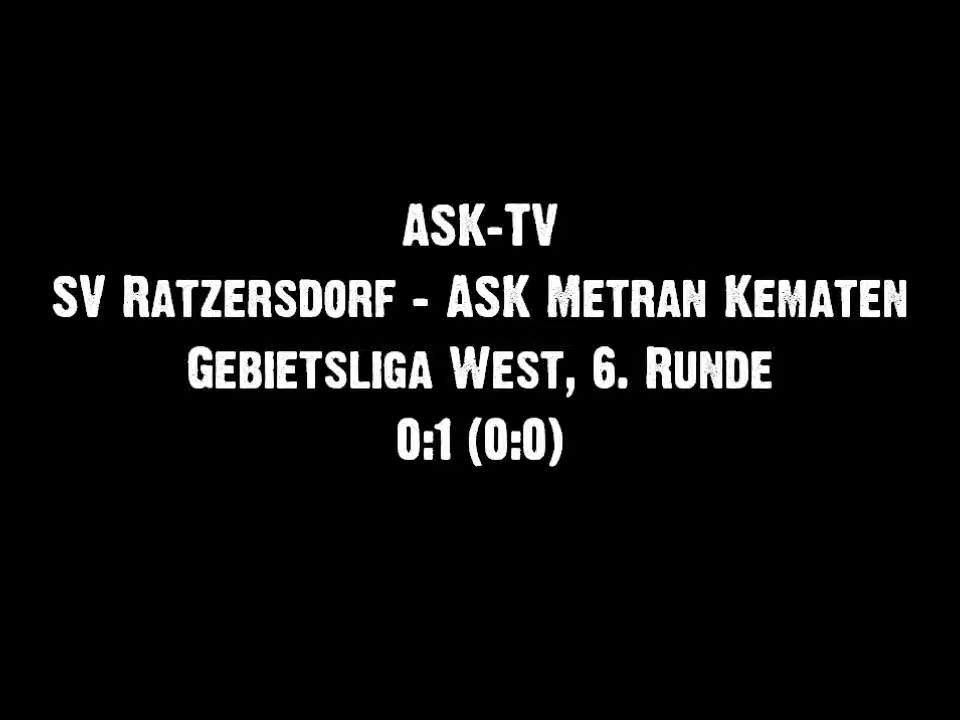 ASK-TV
SV Ratzersdorf - ASK Metran Kematen
Gebietsliga West, 6. Runde
0:1 (0:0)